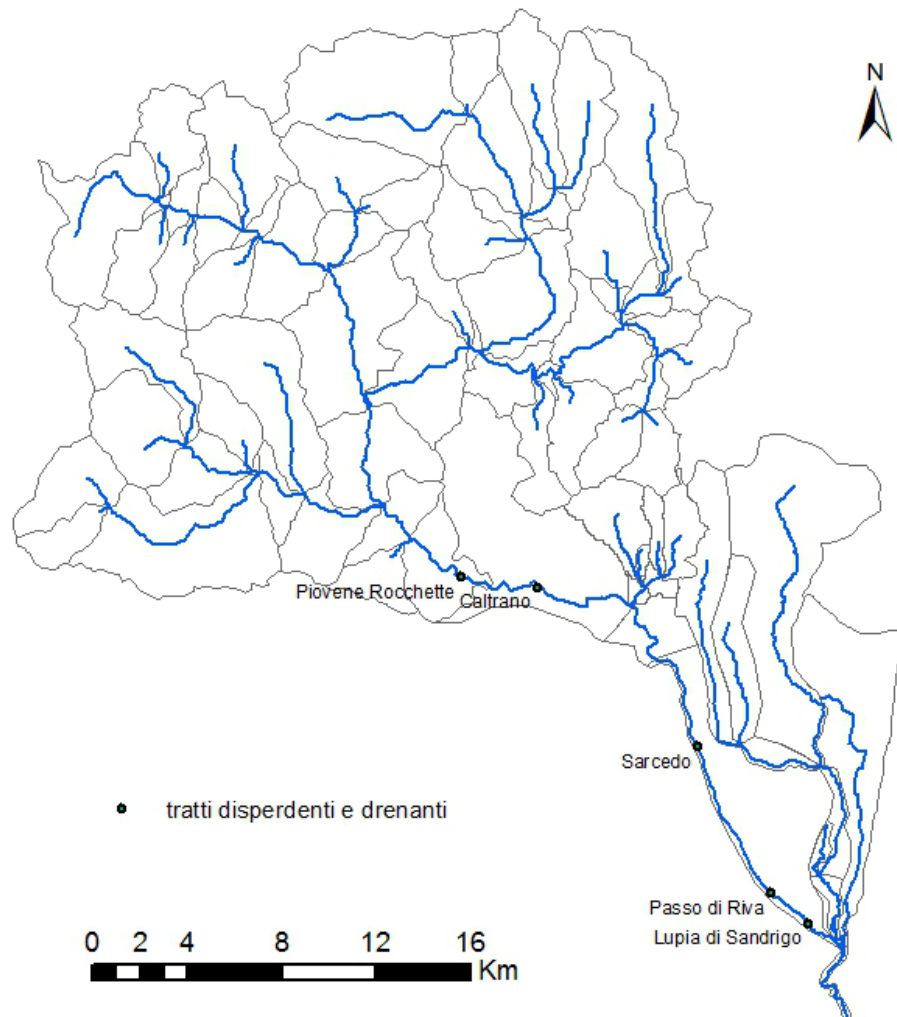 N
Piovene Rocchette
Caltrano
Sarcedo
tratti disperdenti e drenanti
Passo di Riva
Lupia di Sandrigo
0 2 4 8 12 16
Km